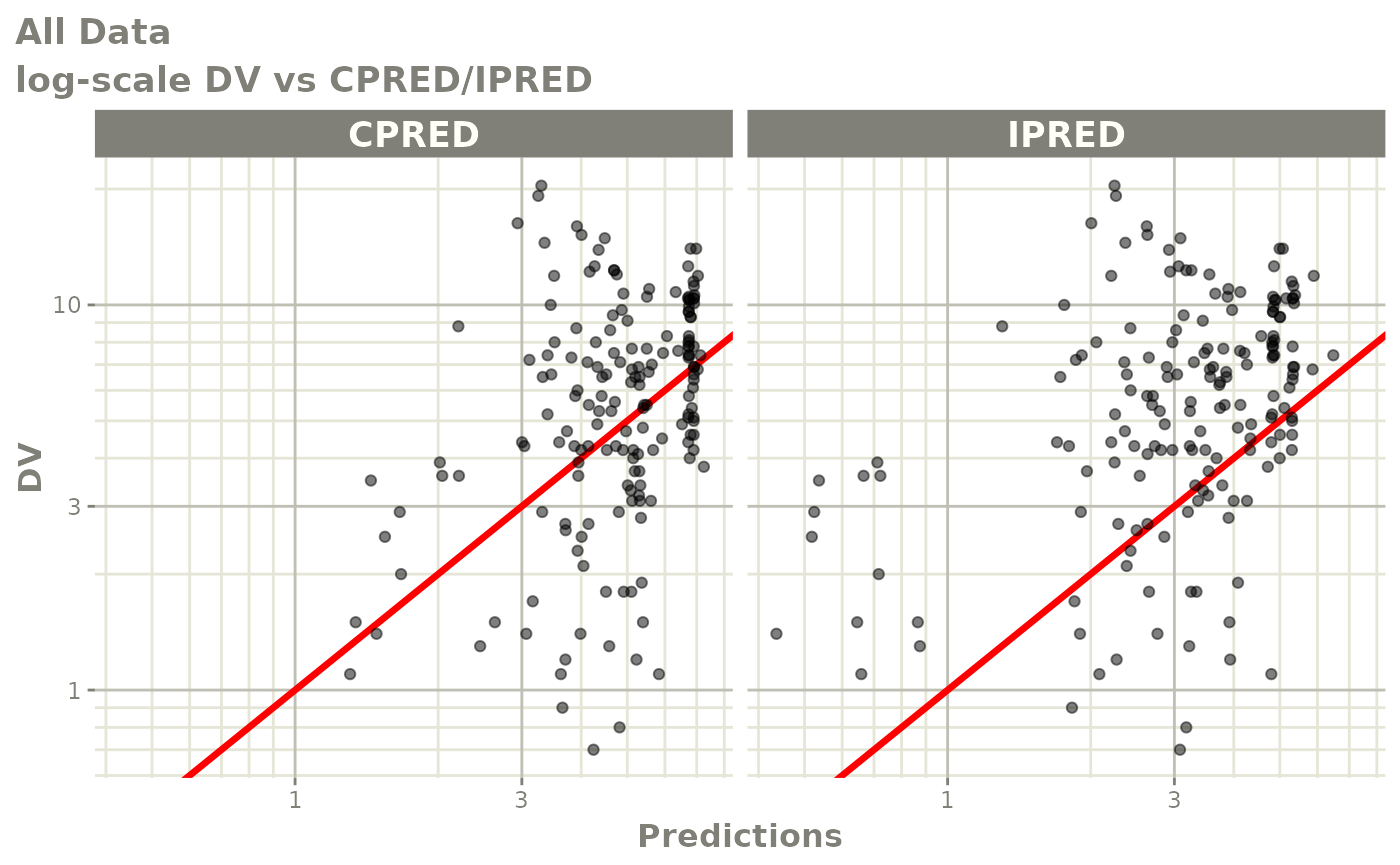 All Data
log-scale DV vs CPRED/IPRED
CPRED
IPRED
DV
10
3
1
1
3
1
3
Predictions